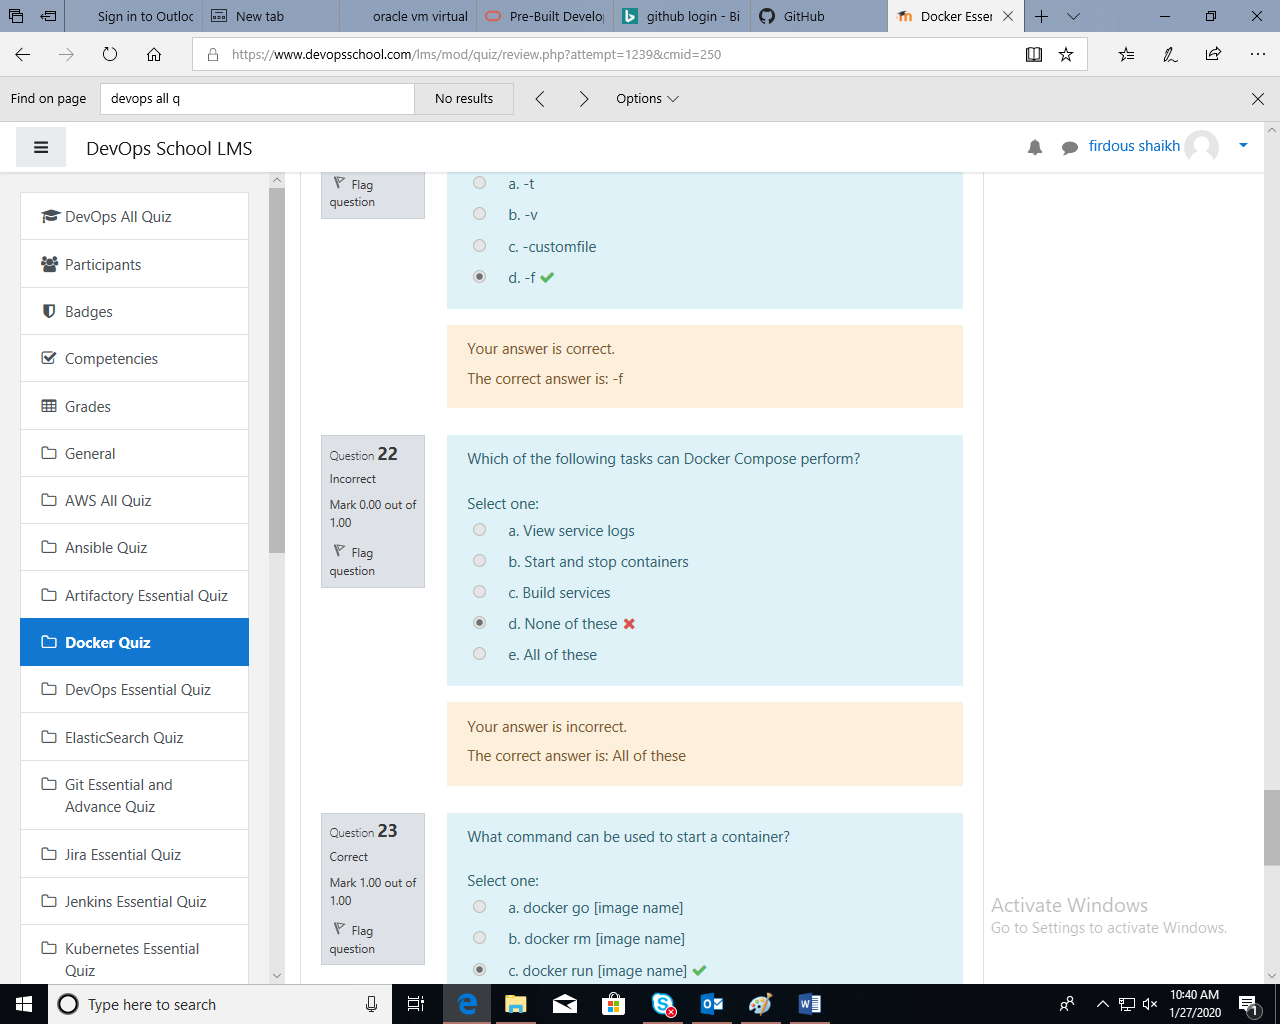 Sign in to Outloc
New tab
oracle vm virtual
Pre-Built Develo
github login - Bi
GitHub
Docker Esser
https://www.devopsschool.com/lms/mod/quiz/review.php?attempt=1239&cmid=250
Find on page
devops all q
No results
Options
DevOps School LMS
firdous shaikh
DevOps All Quiz
Participants
Badges
Competencies
Grades
General
AWS All Quiz
Ansible Quiz
Artifactory Essential Quiz
Docker Quiz
DevOps Essential Quiz
ElasticSearch Quiz
Git Essential and
Advance Quiz
Jira Essential Quiz
Jenkins Essential Quiz
Kubernetes Essential
Quiz
Flag
question
a. -t
b. -v
c. -customfile
d. -f
Your answer is correct.
The correct answer is: -f
Question 22
Incorrect
Mark 0.00 out of
1.00
Flag
question
Which of the following tasks can Docker Compose perform?
Select one:
a. View service logs
b. Start and stop containers
c. Build services
d. None of these
e. All of these
Your answer is incorrect.
The correct answer is: All of these
Question 23
Correct
Mark 1.00 out of
1.00
Flag
question
What command can be used to start a container?
Select one:
a. docker go [image name]
b. docker rm [image name]
c. docker run [image name]
Activate Windows
Go to Settings to activate Windows.
Type here to search
10:40 AM
1/27/2020
1